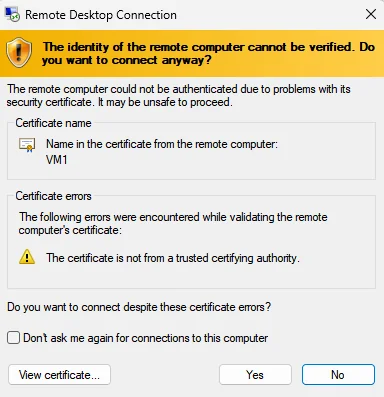 Remote Desktop Connection
The identity of the remote computer cannot be verified. Do
you want to connect anyway?
The remote computer could not be authenticated due to problems with its
security certificate. It may be unsafe to proceed.
Certificate name
Name in the certificate from the remote computer:
VM1
Certificate errors
The following errors were encountered while validating the remote
computer's certificate:
The certificate is not from a trusted certifying authority.
Do you want to connect despite these certificate errors?
Don't ask me again for connections to this computer
View certificate...
Yes
No